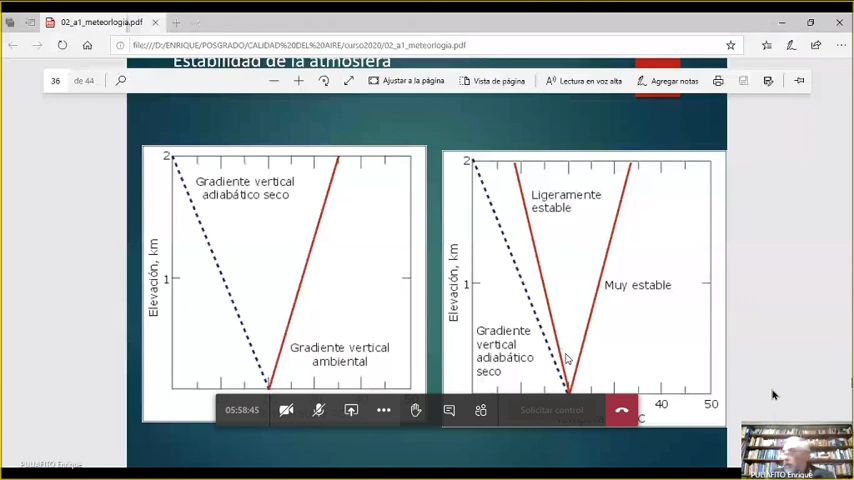 02_a1_meteorlogia.pdf
file:///D:/ENRIQUE/POSGRADO/CALIDAD%20DEL%20AIRE/curso2020/02_a1_meteorlogia.pdf
Estabilidad de la atmósfera
36 de 44
Ajustar a la página
Vista de página
Lectura en voz alta
Agregar notas
2
Gradiente vertical
adiabático seco
Elevación, km
1
Gradiente vertical
ambiental
2
Ligeramente
estable
Elevación, km
1
Muy estable
Gradiente
vertical
adiabático
seco
40
50
05:58:45
Solicitar control
C
PULIAFITO Enrique
PULIAFITO Enrique